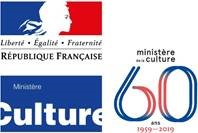 Liberté • Égalité • Fraternité
RÉPUBLIQUE FRANÇAISE
Ministère
Culture
ministère
de la culture
60
ans
1959–2019